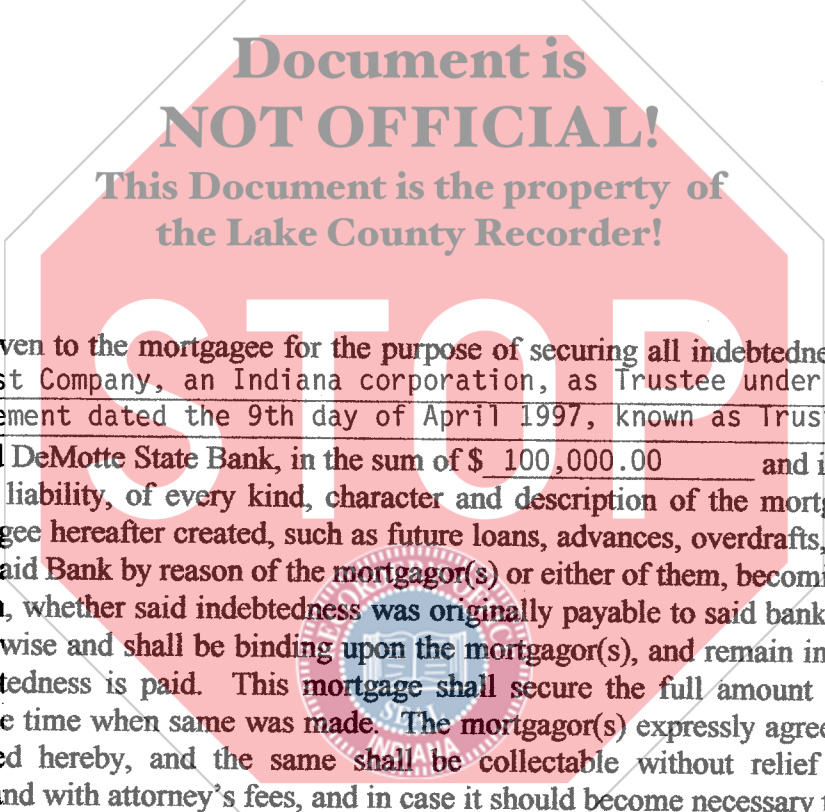 Document is
NOT OFFICIAL!
This Document is the property of
the Lake County Recorder!
STOP
ven to the mortgagee for the purpose of securing all indebtedne
st Company, an Indiana corporation, as Trustee under
ement dated the 9th day of April 1997, known as Trus
DeMotte State Bank, in the sum of $ 100,000.00 and i
liability, of every kind, character and description of the mortg
gee hereafter created, such as future loans, advances, overdrafts,
aid Bank by reason of the mortgagor(s) or either of them, becomi
, whether said indebtedness was originally payable to said bank
wise and shall be binding upon the mortgagor(s), and remain in
tedness is paid. This mortgage shall secure the full amount
e time when same was made. The mortgagor(s) expressly agree
ed hereby, and the same shall be collectable without relief
nd with attorney's fees, and in case it should become necessary t
SEAL
INDIANA